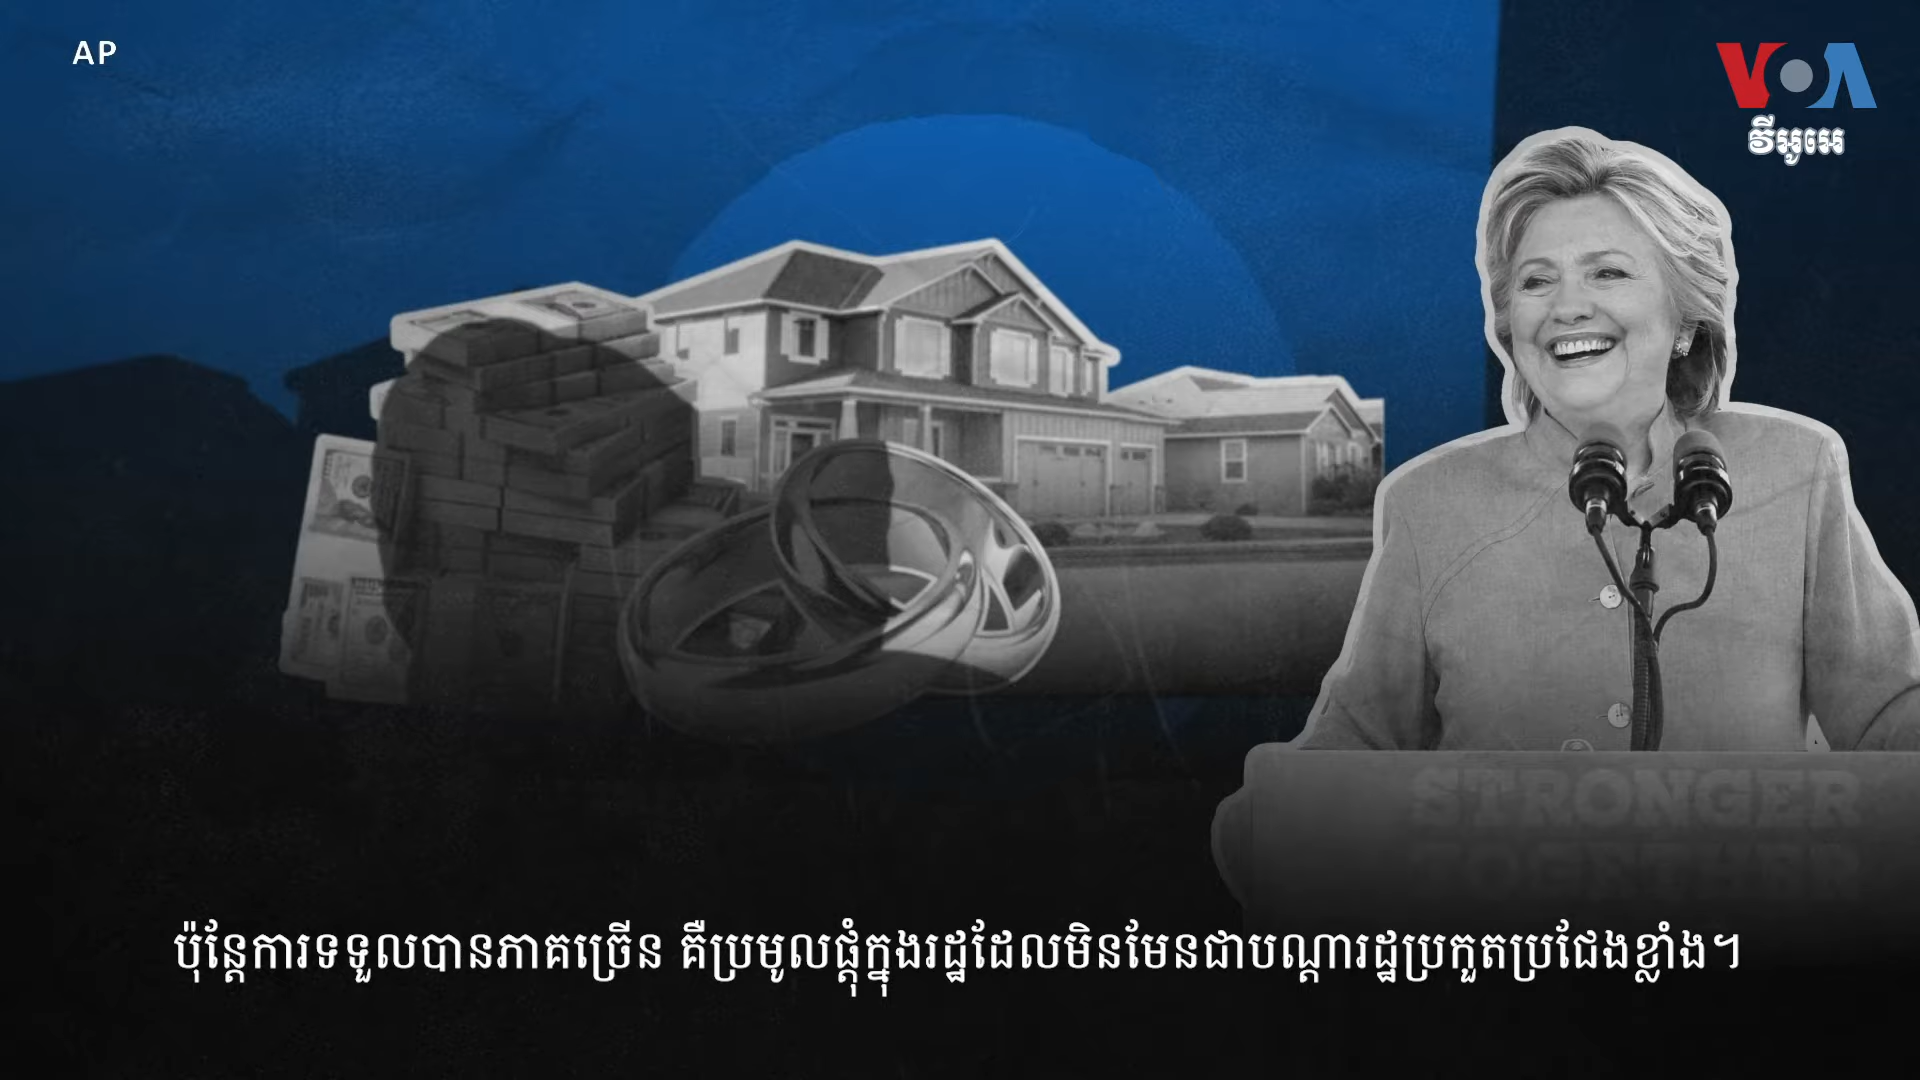 AP
VOA
វីអូអេ
STRONGER
TOGETHER
ប៉ុន្តែការទទួលបានភាគច្រើន គឺប្រមូលផ្តុំក្នុងរដ្ឋដែលមិនមែនជាបណ្តារដ្ឋប្រកួតប្រជែងខ្លាំង។